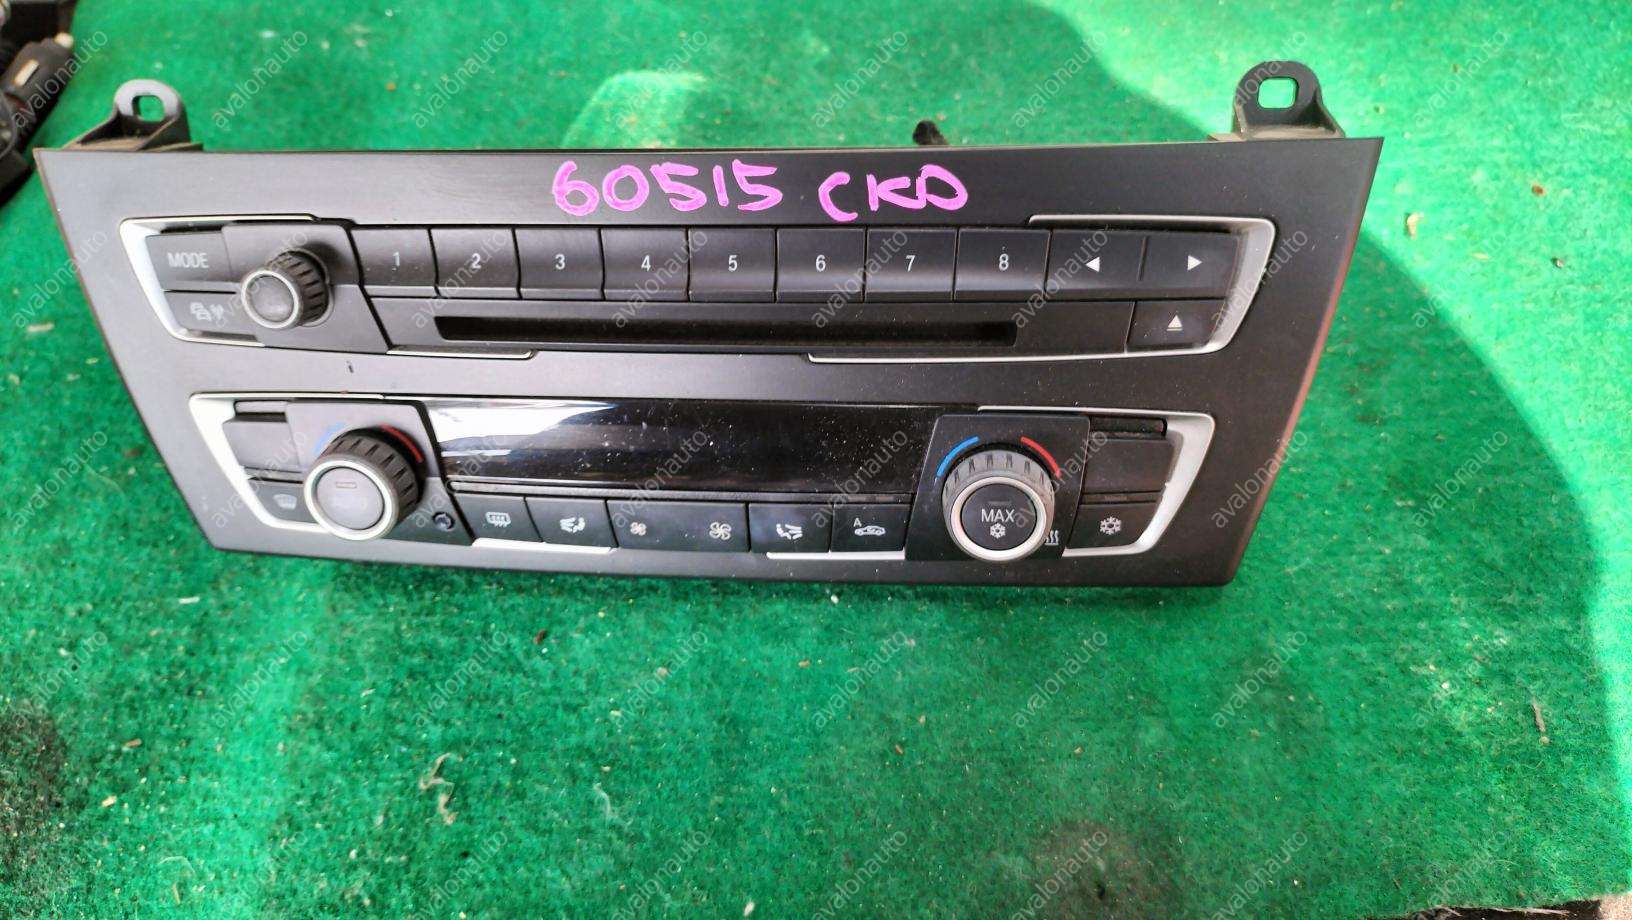 60515 CKD
MODE 1 2 3 4 5 6 7 8
A
MAX
avalonauto